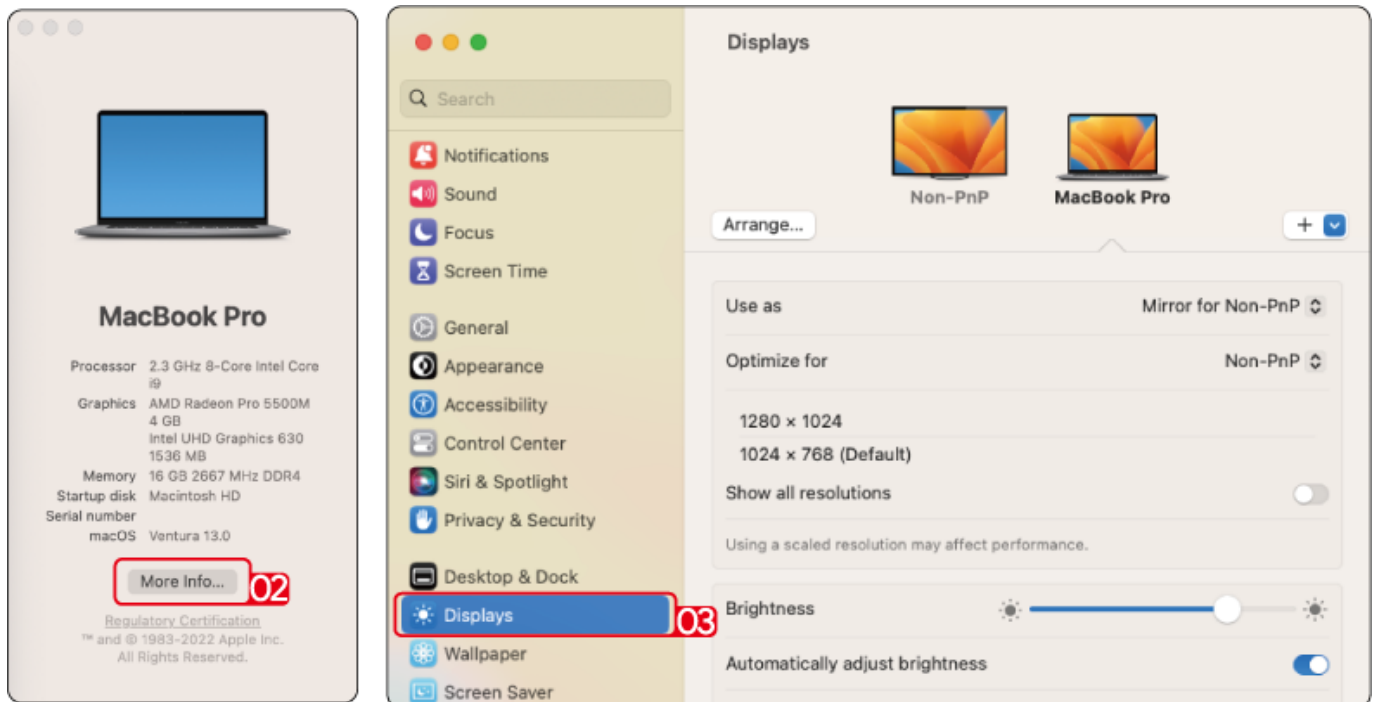 MacBook Pro
Processor 2.3 GHz 8-Core Intel Core
i9
Graphics AMD Radeon Pro 5500M
4 GB
Intel UHD Graphics 630
1536 MB
Memory 16 GB 2667 MHz DDR4
Startup disk Macintosh HD
Serial number
macOS Ventura 13.0
More Info... 02
Regulatory Certification
™ and © 1983-2022 Apple Inc.
All Rights Reserved.
Search
Notifications
Sound
Focus
Screen Time
General
Appearance
Accessibility
Control Center
Siri & Spotlight
Privacy & Security
Desktop & Dock
Displays 03
Wallpaper
Screen Saver
Displays
Non-PnP MacBook Pro
Arrange... +
Use as Mirror for Non-PnP
Optimize for Non-PnP
1280 × 1024
1024 × 768 (Default)
Show all resolutions
Using a scaled resolution may affect performance.
Brightness
Automatically adjust brightness